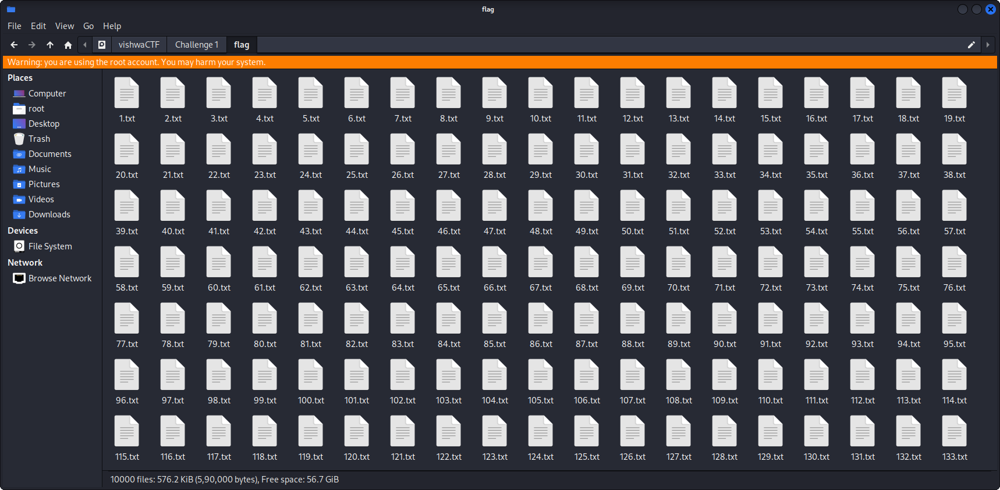 flag
File Edit View Go Help
vishwaCTF Challenge 1 flag
Warning: you are using the root account. You may harm your system.
Places
Computer
root
Desktop
Trash
Documents
Music
Pictures
Videos
Downloads
Devices
File System
Network
Browse Network
1.txt 2.txt 3.txt 4.txt 5.txt 6.txt 7.txt 8.txt 9.txt 10.txt 11.txt 12.txt 13.txt 14.txt 15.txt 16.txt 17.txt 18.txt 19.txt
20.txt 21.txt 22.txt 23.txt 24.txt 25.txt 26.txt 27.txt 28.txt 29.txt 30.txt 31.txt 32.txt 33.txt 34.txt 35.txt 36.txt 37.txt 38.txt
39.txt 40.txt 41.txt 42.txt 43.txt 44.txt 45.txt 46.txt 47.txt 48.txt 49.txt 50.txt 51.txt 52.txt 53.txt 54.txt 55.txt 56.txt 57.txt
58.txt 59.txt 60.txt 61.txt 62.txt 63.txt 64.txt 65.txt 66.txt 67.txt 68.txt 69.txt 70.txt 71.txt 72.txt 73.txt 74.txt 75.txt 76.txt
77.txt 78.txt 79.txt 80.txt 81.txt 82.txt 83.txt 84.txt 85.txt 86.txt 87.txt 88.txt 89.txt 90.txt 91.txt 92.txt 93.txt 94.txt 95.txt
96.txt 97.txt 98.txt 99.txt 100.txt 101.txt 102.txt 103.txt 104.txt 105.txt 106.txt 107.txt 108.txt 109.txt 110.txt 111.txt 112.txt 113.txt 114.txt
115.txt 116.txt 117.txt 118.txt 119.txt 120.txt 121.txt 122.txt 123.txt 124.txt 125.txt 126.txt 127.txt 128.txt 129.txt 130.txt 131.txt 132.txt 133.txt
10000 files: 576.2 KiB (5,90,000 bytes), Free space: 56.7 GiB